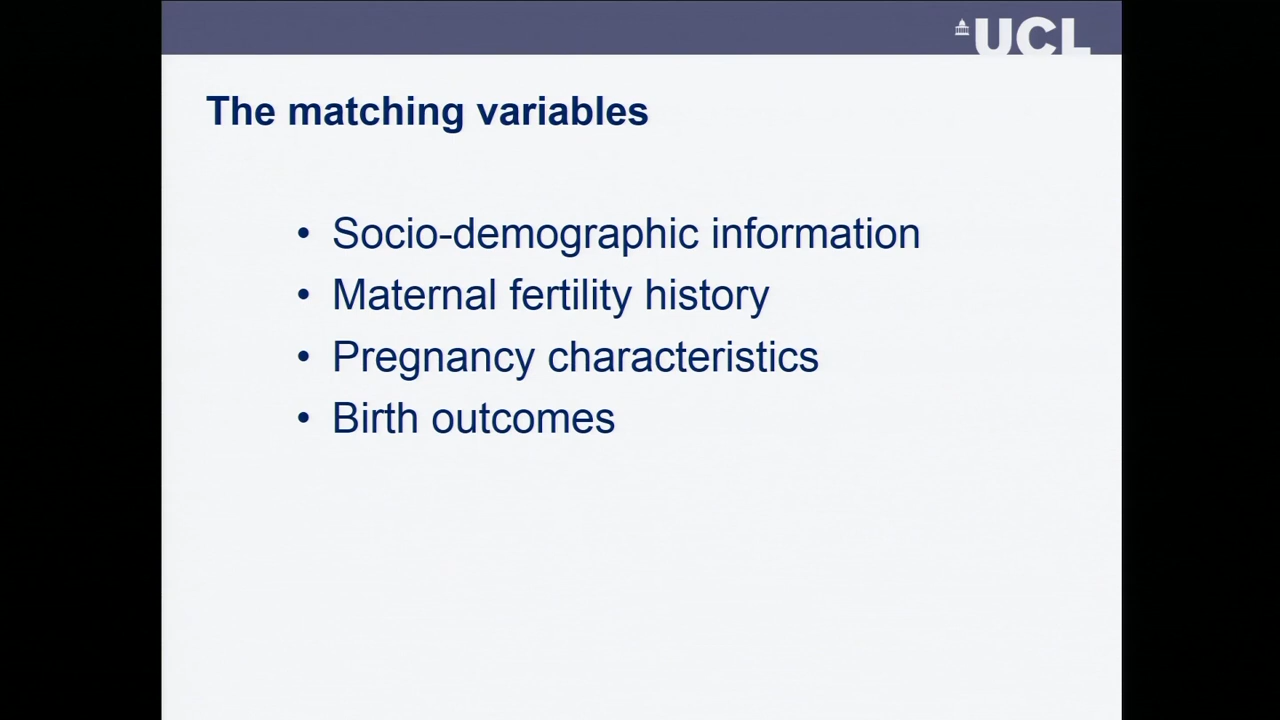 UCL
The matching variables
• Socio-demographic information
• Maternal fertility history
• Pregnancy characteristics
• Birth outcomes